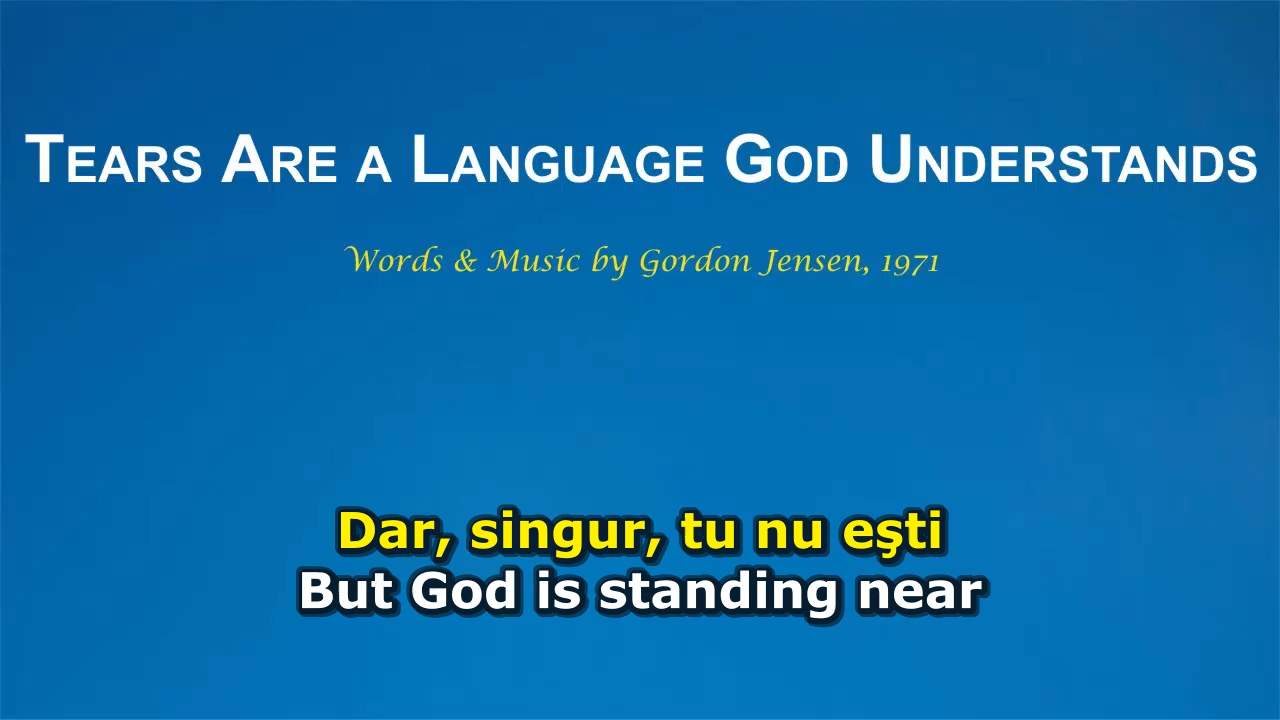 Tears Are a Language God Understands
Words & Music by Gordon Jensen, 1971
Dar, singur, tu nu eşti
But God is standing near